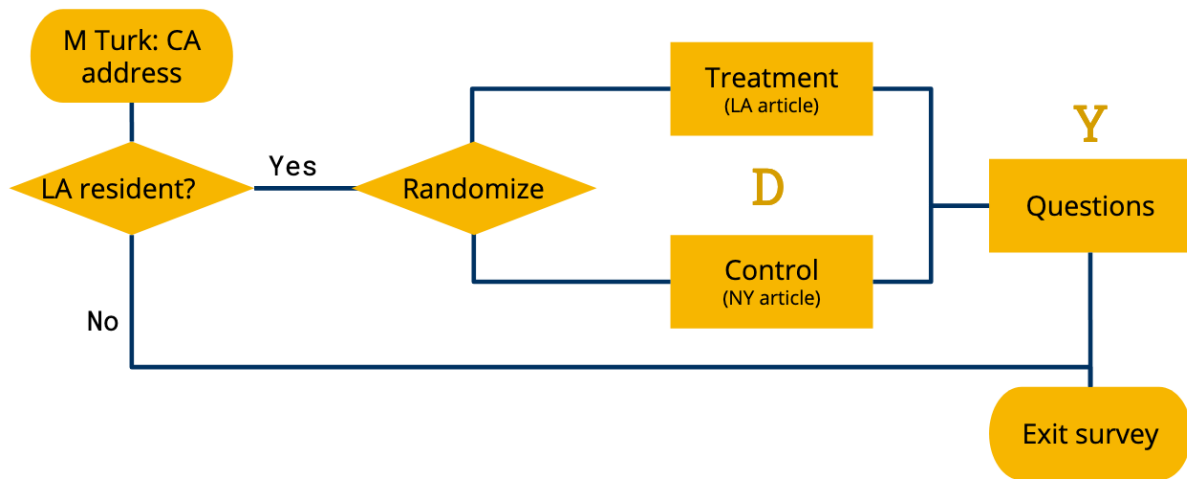 M Turk: CA
address
LA resident?
Yes
No
Randomize
Treatment
(LA article)
D
Control
(NY article)
Y
Questions
Exit survey